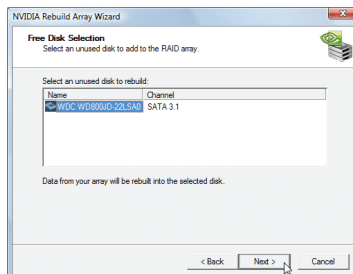 NVIDIA Rebuild Array Wizard
Free Disk Selection
Select an unused disk to add to the RAID array.
Select an unused disk to rebuild:
Name Channel
WDC WD800JD-22LSA0 SATA 3.1
Data from your array will be rebuilt into the selected disk.
< Back Next > Cancel